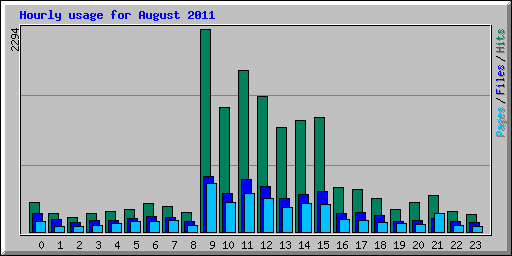 Hourly usage for August 2011
2294
Pages/Files/Hits
0 1 2 3 4 5 6 7 8 9 10 11 12 13 14 15 16 17 18 19 20 21 22 23